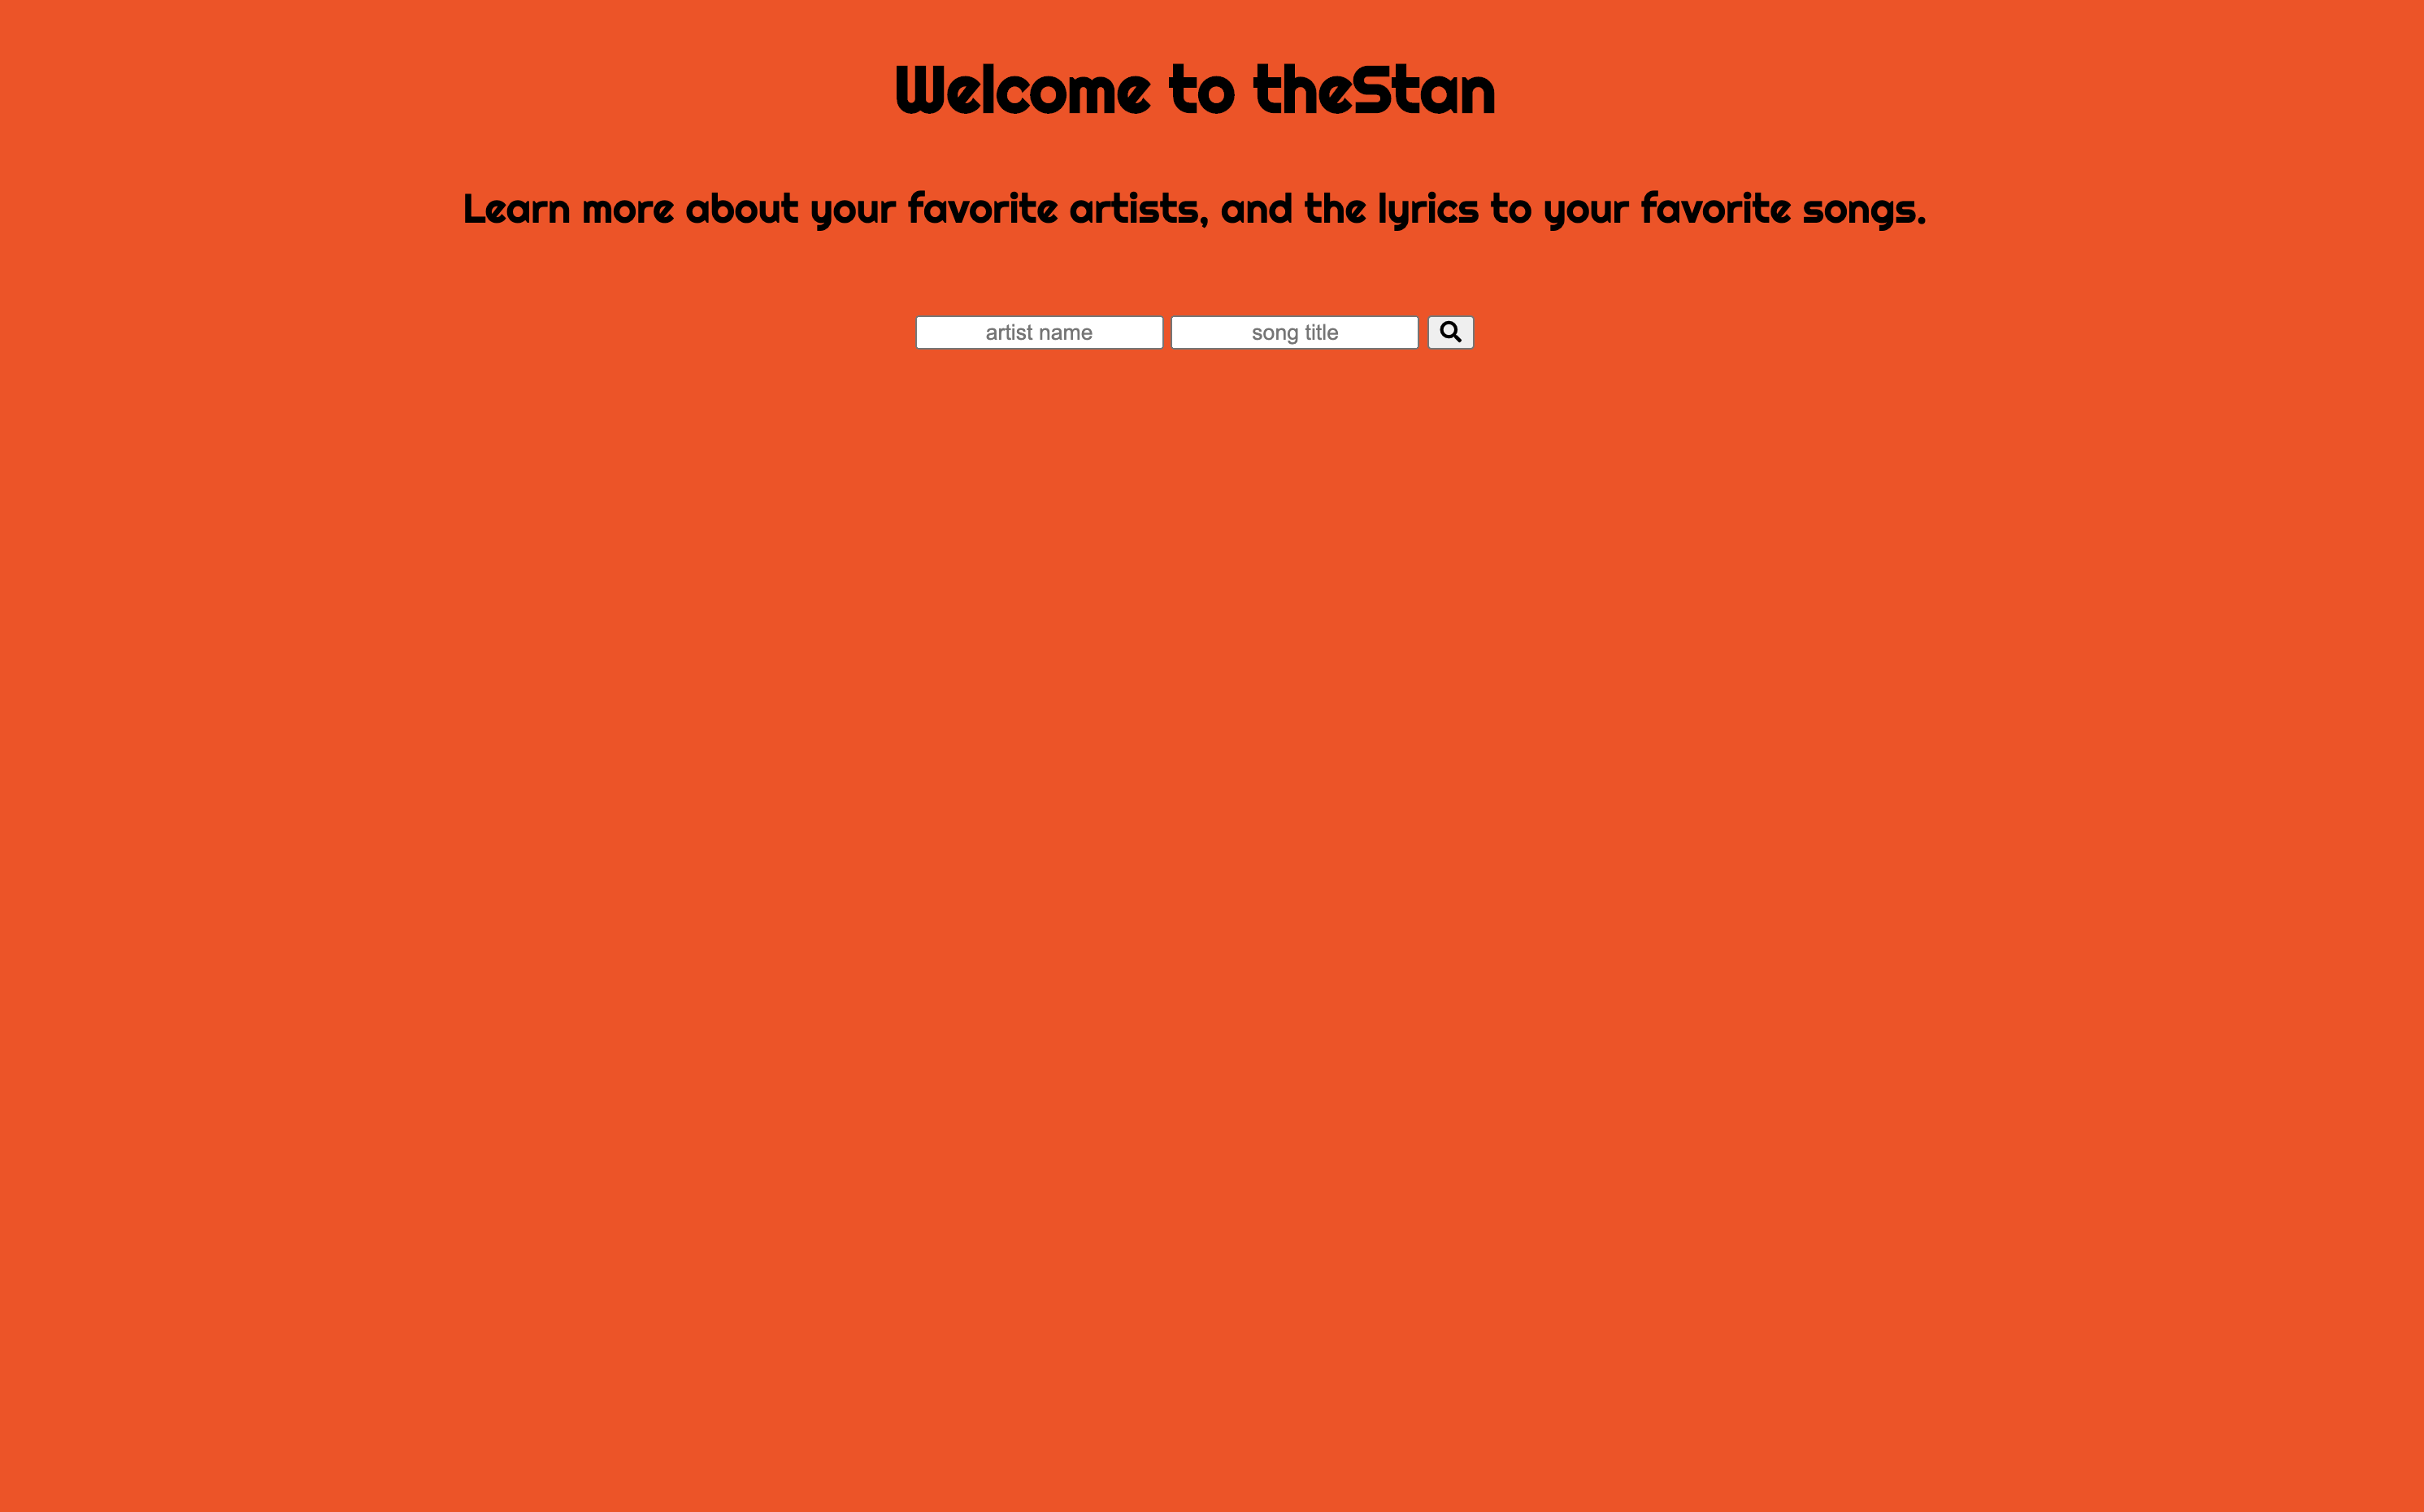 Welcome to theStan
Learn more about your favorite artists, and the lyrics to your favorite songs.
artist name song title